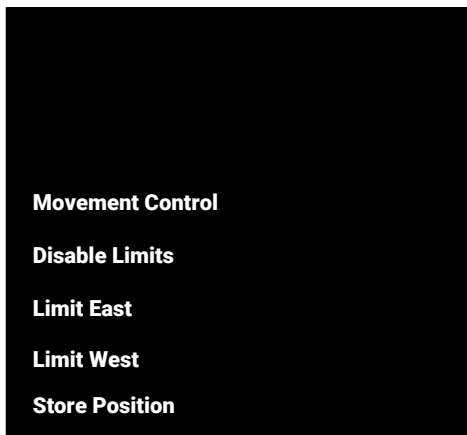 Movement Control
Disable Limits
Limit East
Limit West
Store Position